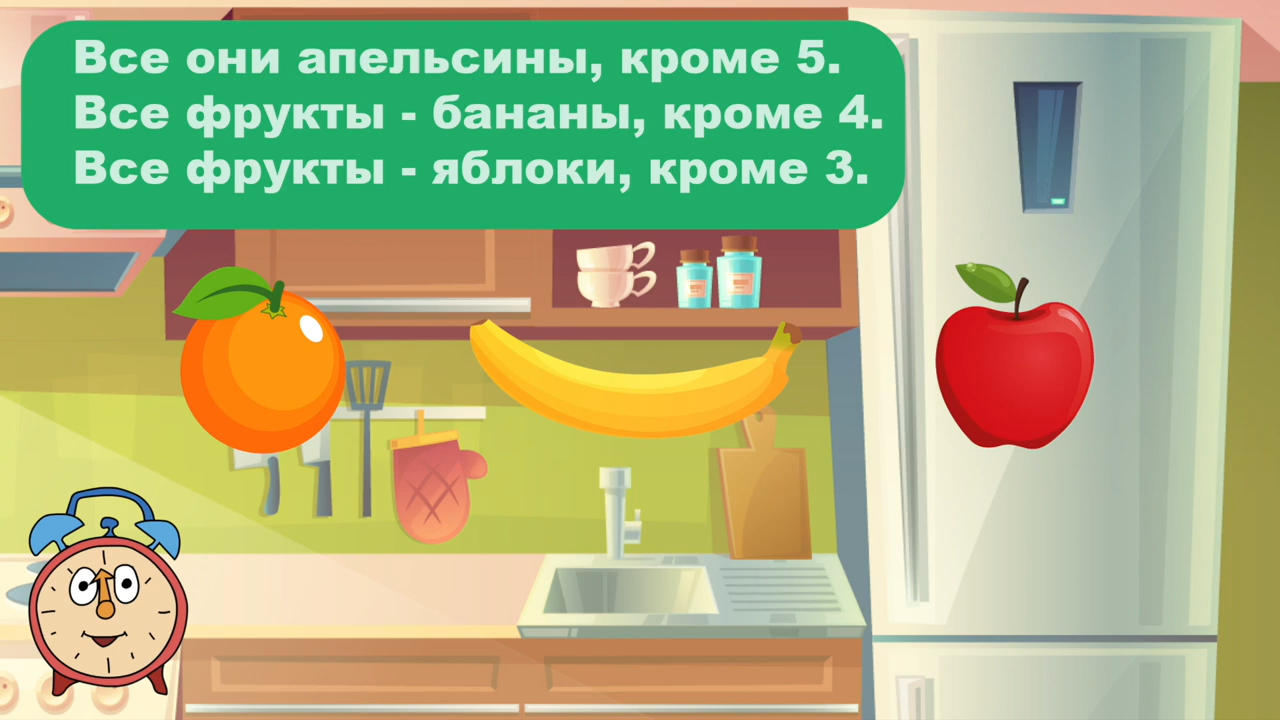 Все они апельсины, кроме 5.
Все фрукты - бананы, кроме 4.
Все фрукты - яблоки, кроме 3.